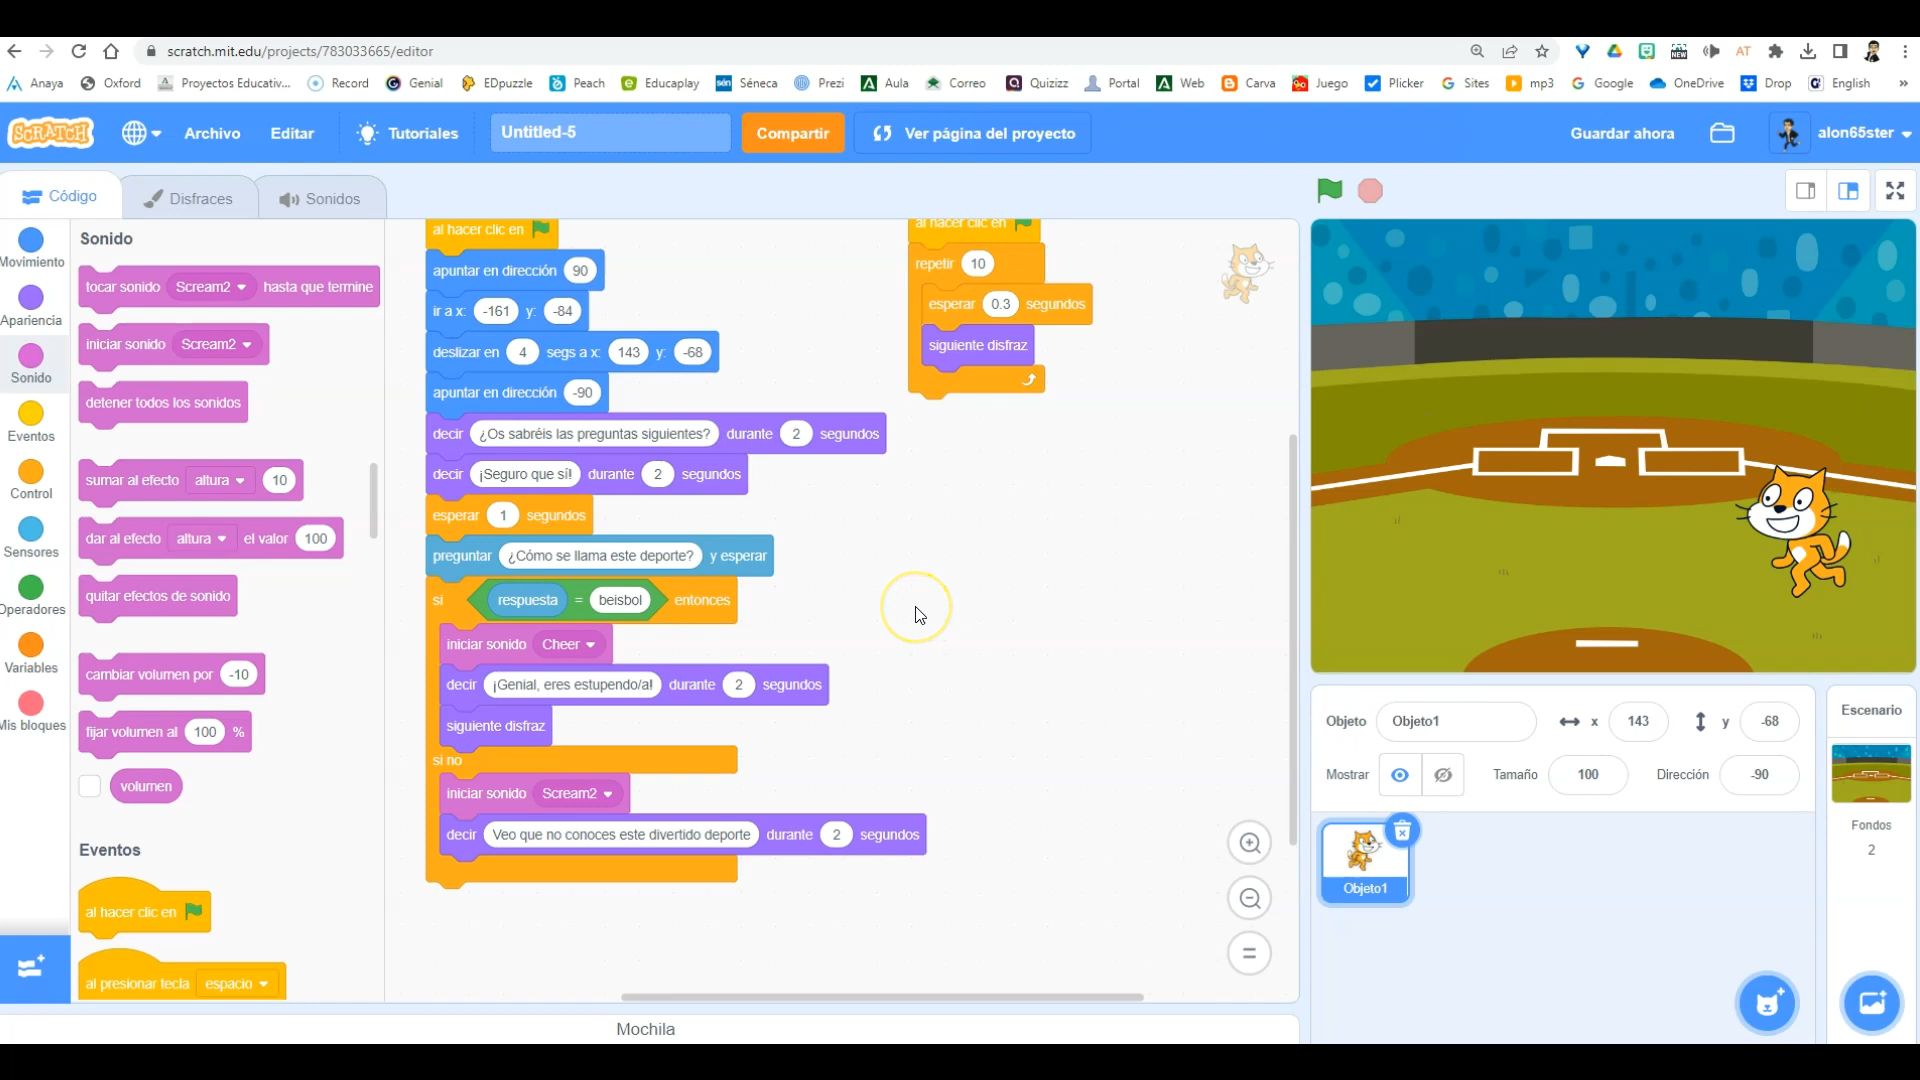 scratch.mit.edu/projects/783033665/editor
AT
NEW
Anaya
Oxford
Proyectos Educativ...
Record
Genial
EDpuzzle
Peach
Educaplay
Séneca
Prezi
Aula
Correo
Quizizz
Portal
Web
Carva
Juego
Plicker
Sites
mp3
Google
OneDrive
Drop
English
»
SCRATCH
Archivo
Editar
Tutoriales
Untitled-5
Compartir
Ver página del proyecto
Guardar ahora
alon65ster
Código
Disfraces
Sonidos
Movimiento
Apariencia
Sonido
Eventos
Control
Sensores
Operadores
Variables
Mis bloques
Sonido
tocar sonido Scream2 hasta que termine
iniciar sonido Scream2
detener todos los sonidos
sumar al efecto altura 10
dar al efecto altura el valor 100
quitar efectos de sonido
cambiar volumen por -10
fijar volumen al 100 %
volumen
Eventos
al hacer clic en
al presionar tecla espacio
al hacer clic en
apuntar en dirección 90
ir a x: -161 y: -84
deslizar en 4 segs a x: 143 y: -68
apuntar en dirección -90
decir ¿Os sabréis las preguntas siguientes? durante 2 segundos
decir ¡Seguro que sí! durante 2 segundos
esperar 1 segundos
preguntar ¿Cómo se llama este deporte? y esperar
si respuesta = beisbol entonces
iniciar sonido Cheer
decir ¡Genial, eres estupendo/a! durante 2 segundos
siguiente disfraz
si no
iniciar sonido Scream2
decir Veo que no conoces este divertido deporte durante 2 segundos
al hacer clic en
repetir 10
esperar 0.3 segundos
siguiente disfraz
Objeto Objeto1 x 143 y -68
Mostrar Tamaño 100 Dirección -90
Objeto1
Escenario
Fondos
2
Mochila